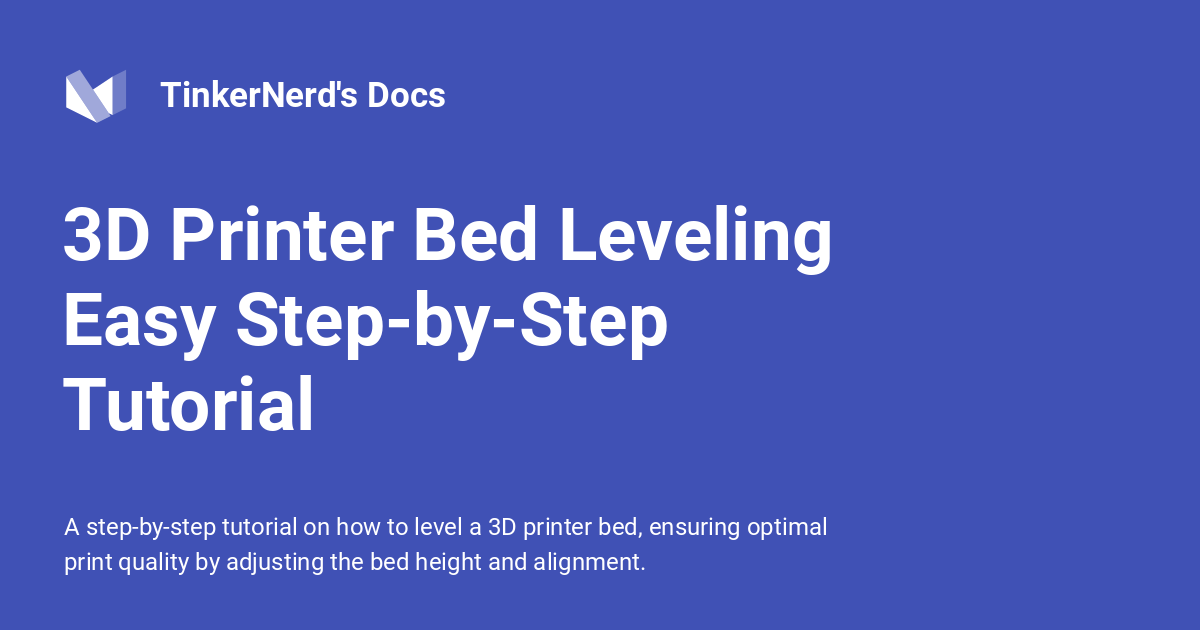 TinkerNerd's Docs
3D Printer Bed Leveling
Easy Step-by-Step
Tutorial
A step-by-step tutorial on how to level a 3D printer bed, ensuring optimal
print quality by adjusting the bed height and alignment.